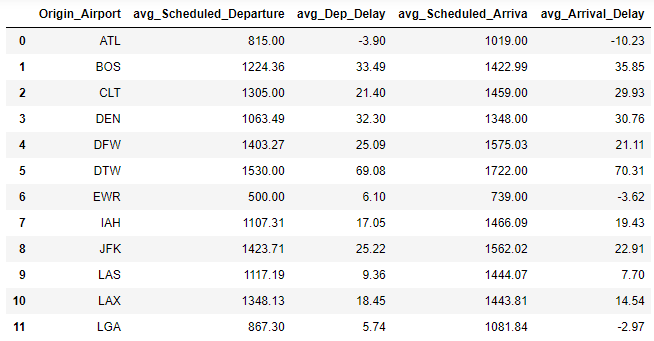 Origin_Airport avg_Scheduled_Departure avg_Dep_Delay avg_Scheduled_Arriva avg_Arrival_Delay
0 ATL 815.00 -3.90 1019.00 -10.23
1 BOS 1224.36 33.49 1422.99 35.85
2 CLT 1305.00 21.40 1459.00 29.93
3 DEN 1063.49 32.30 1348.00 30.76
4 DFW 1403.27 25.09 1575.03 21.11
5 DTW 1530.00 69.08 1722.00 70.31
6 EWR 500.00 6.10 739.00 -3.62
7 IAH 1107.31 17.05 1466.09 19.43
8 JFK 1423.71 25.22 1562.02 22.91
9 LAS 1117.19 9.36 1444.07 7.70
10 LAX 1348.13 18.45 1443.81 14.54
11 LGA 867.30 5.74 1081.84 -2.97